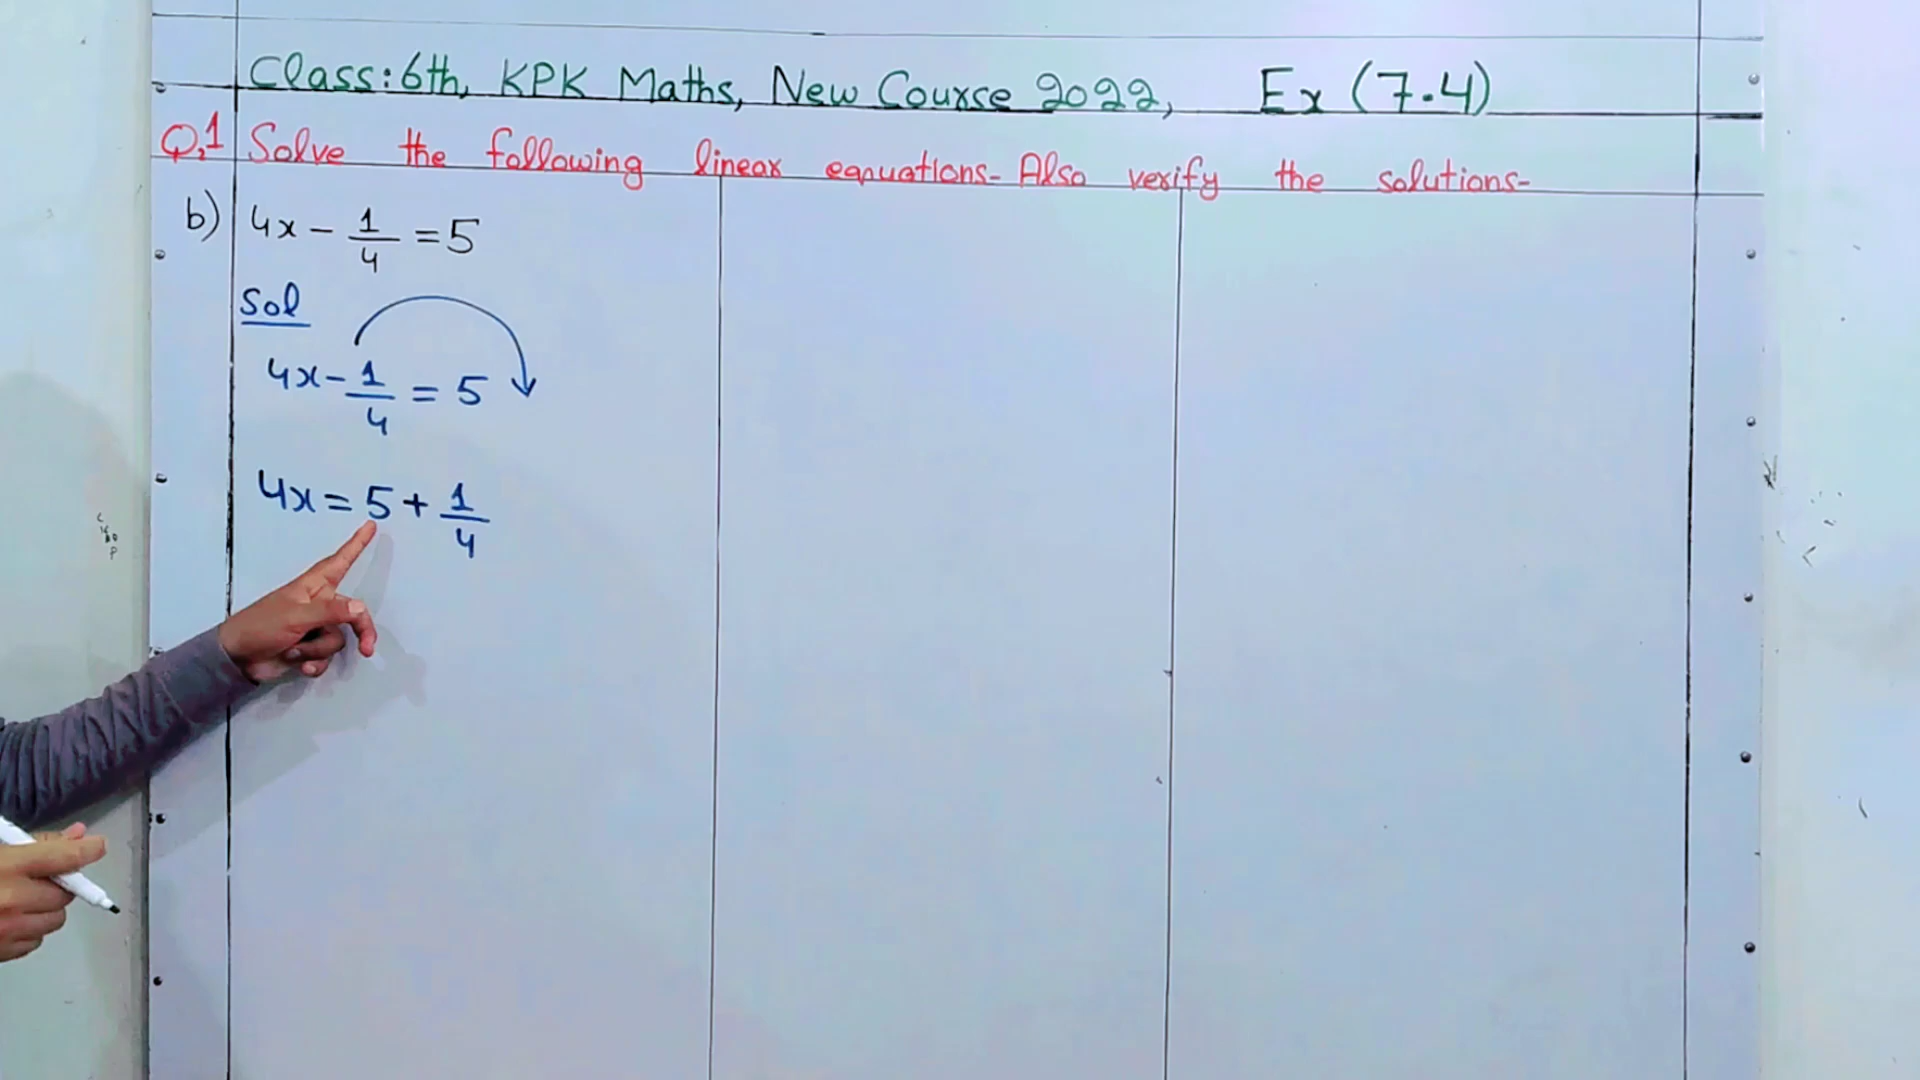 Class: 6th, KPK Maths, New Course 2022, Ex (7.4)
Q.1 Solve the following linear eqnuations- Also verify the solutions-
b) 4x - 1/4 = 5
Sol
4x - 1/4 = 5
4x = 5 + 1/4